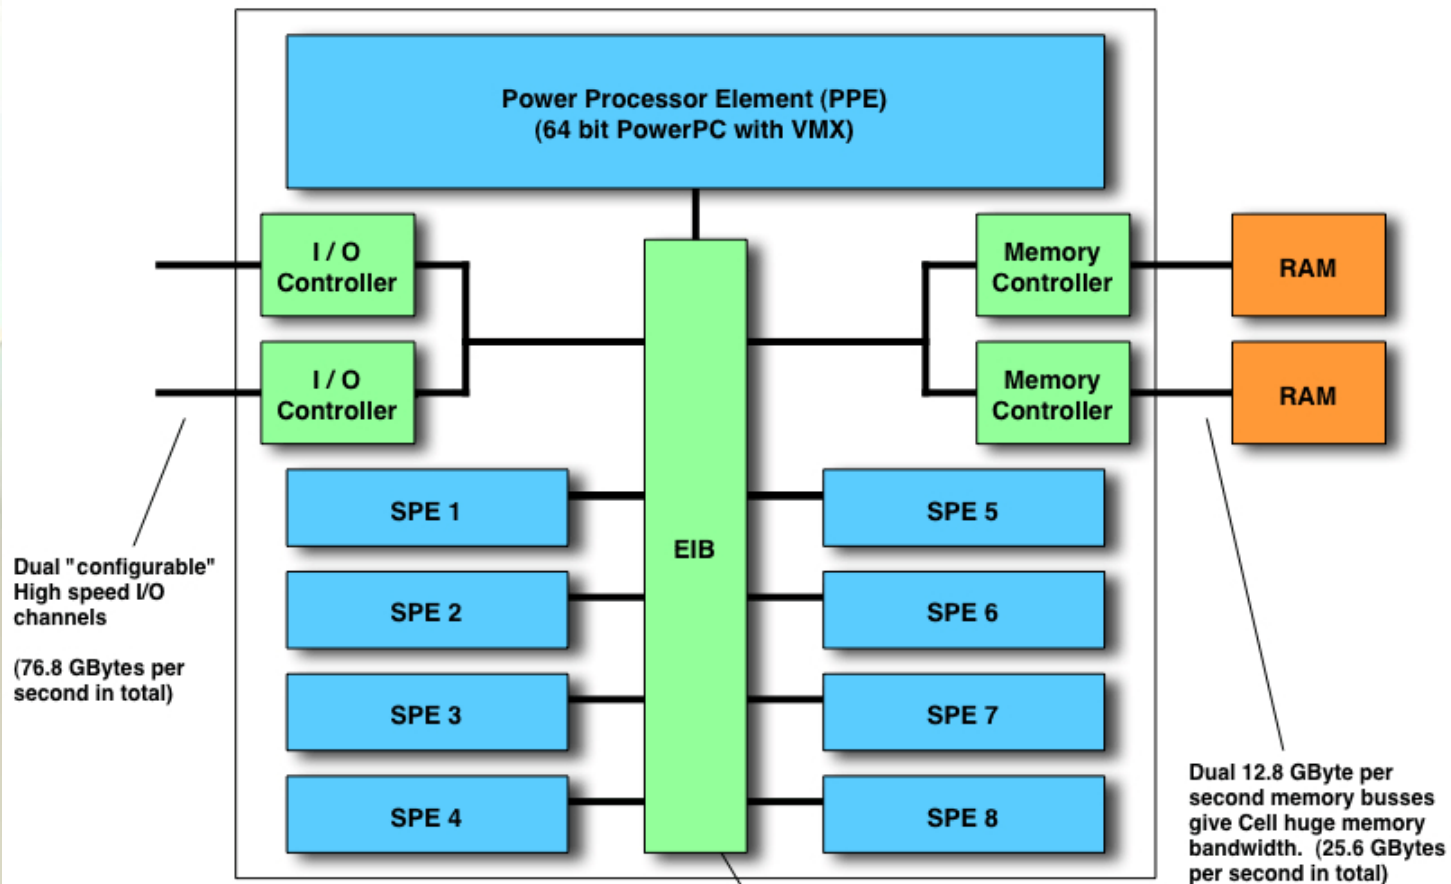 Power Processor Element (PPE)
(64 bit PowerPC with VMX)
I / O
Controller
Memory
Controller
RAM
I / O
Controller
Memory
Controller
RAM
SPE 1
SPE 5
EIB
SPE 2
SPE 6
SPE 3
SPE 7
SPE 4
SPE 8
Dual "configurable"
High speed I/O
channels
(76.8 GBytes per
second in total)
Dual 12.8 GByte per
second memory busses
give Cell huge memory
bandwidth. (25.6 GBytes
per second in total)